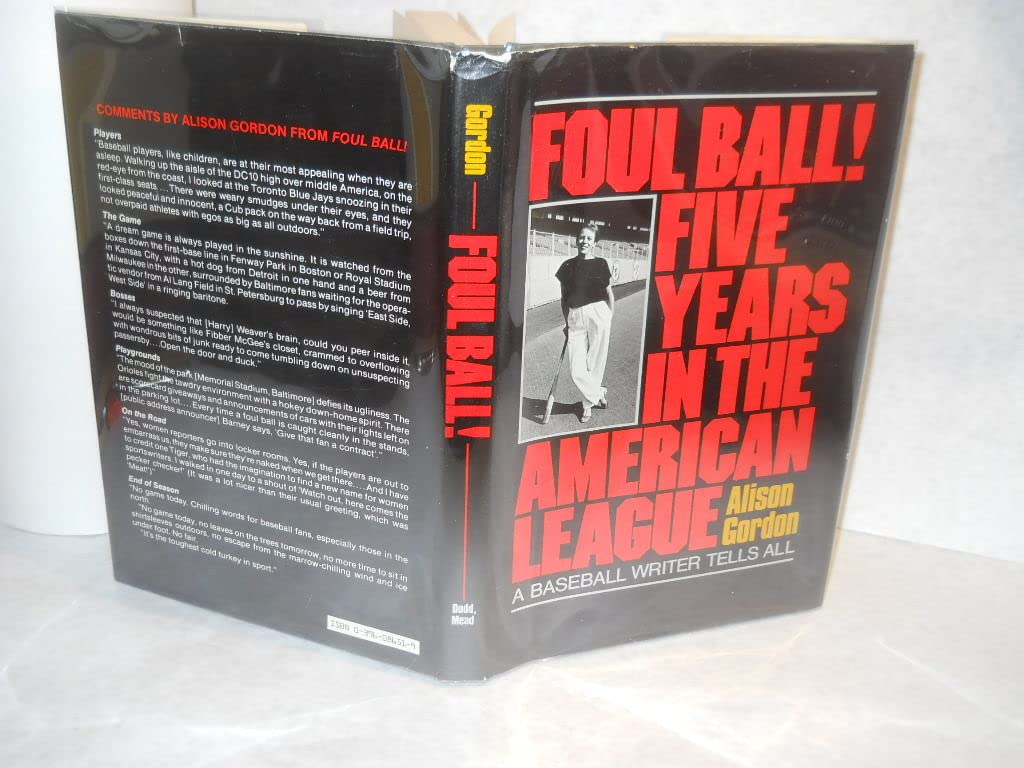 COMMENTS BY ALISON GORDON FROM FOUL BALL!
Players
"Baseball players, like children, are at their most appealing when they are
asleep. Walking up the aisle of the DC10 high over middle America, on the
red-eye from the coast, I looked at the Toronto Blue Jays snoozing in their
first-class seats....There were weary smudges under their eyes, and they
looked peaceful and innocent, a Cub pack on the way back from a field trip,
not overpaid athletes with egos as big as all outdoors."
The Game
"A dream game is always played in the sunshine. It is watched from the
boxes down the first-base line in Fenway Park in Boston or Royal Stadium
in Kansas City, with a hot dog from Detroit in one hand and a beer from
Milwaukee in the other, surrounded by Baltimore fans waiting for the opera-
tic vendor from Al Lang Field in St. Petersburg to pass by singing 'East Side,
West Side' in a ringing baritone.
Bosses
"I always suspected that [Harry] Weaver's brain, could you peer inside it,
would be something like Fibber McGee's closet, crammed to overflowing
with wondrous bits of junk ready to come tumbling down on unsuspecting
passersby....Open the door and duck."
Playgrounds
"The mood of the park [Memorial Stadium, Baltimore] defies its ugliness. The
Orioles fight the tawdry environment with a hokey down-home spirit. There
are scorecard giveaways and announcements of cars with their lights left on
in the parking lot.... Every time a foul ball is caught cleanly in the stands,
[public address announcer] Barney says, 'Give that fan a contract'."
On the Road
"Yes, women reporters go into locker rooms. Yes, if the players are out to
embarrass us, they make sure they're naked when we get there.... And I have
to credit one Tiger, who had the imagination to find a new name for women
sportswriters. I walked in one day to a shout of 'Watch out, here comes the
pecker checker!' (It was a lot nicer than their usual greeting, which was
'Meat!')"
End of Season
"No game today. Chilling words for baseball fans, especially those in the
north.
"No game today, no leaves on the trees tomorrow, no more time to sit in
shirtsleeves outdoors, no escape from the marrow-chilling wind and ice
under foot. No fair.
"It's the toughest cold turkey in sport."
ISBN 0-396-08651-9
Gordon
FOUL BALL!
Dodd,
Mead
FOUL BALL!
FIVE
YEARS
IN THE
AMERICAN
LEAGUE
Alison
Gordon
A BASEBALL WRITER TELLS ALL